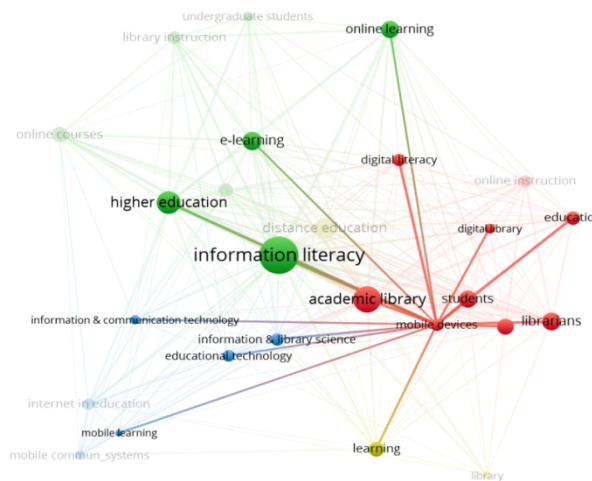 undergraduate students
online learning
library instruction
online courses
e-learning
digital literacy
online instruction
higher education
education
distance education
digital library
information literacy
academic library
students
information & communication technology
mobile devices
librarians
information & library science
educational technology
internet in education
mobile learning
learning
mobile commun_systems
library